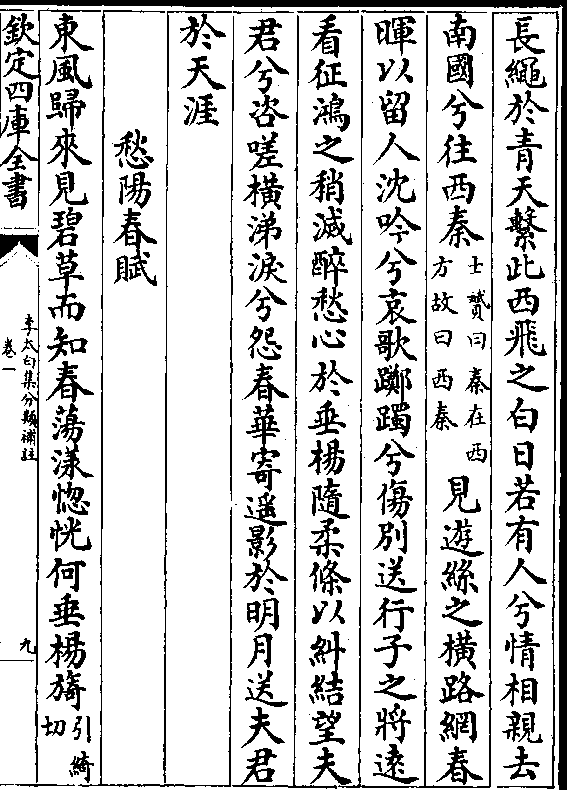 長繩於青天繫此西飛之白日若有人兮情相親去
南國兮往西秦士贇曰秦在西方故曰西秦見遊絲之横路網春
暉以留人沈吟兮哀歌躑躅兮傷别送行子之將遠
看征鴻之稍滅醉愁心於垂楊隨柔條以糾結望夫
君兮咨嗟横涕淚兮怨春華寄遥影於明月送夫君
於天涯
愁陽春賦
東風歸來見碧草而知春蕩漾惚怳何垂楊旖引綺切
欽定四庫全書
李太白集分類補註
卷一
九